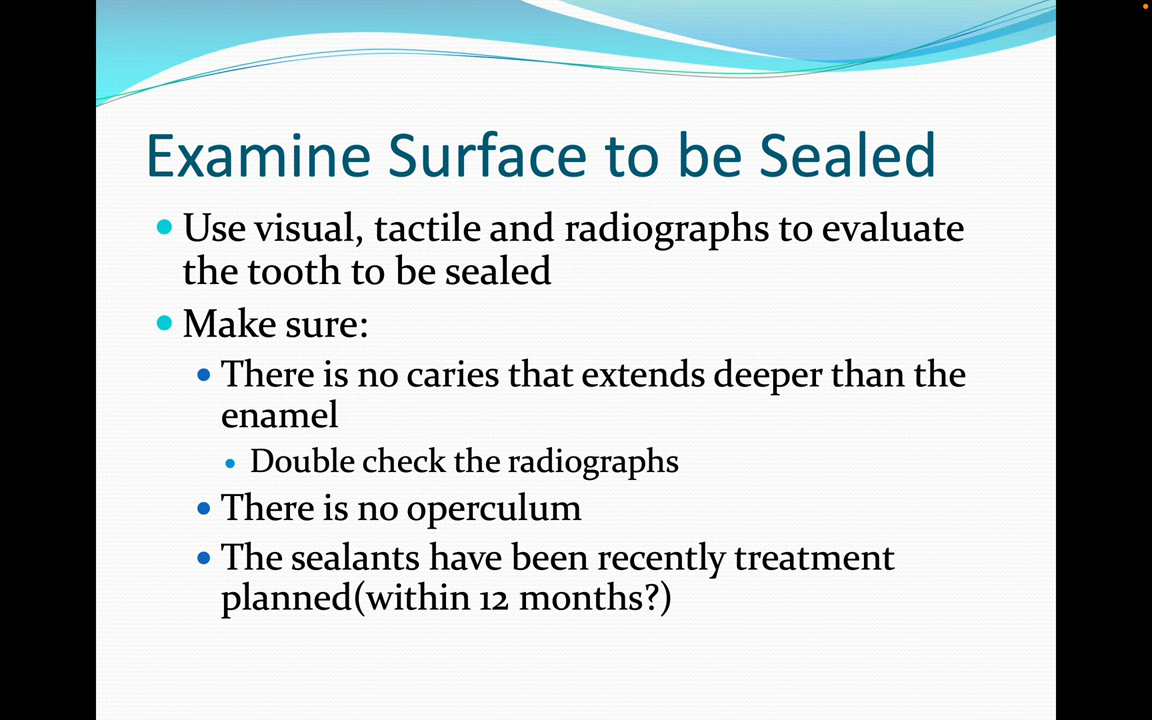 Examine Surface to be Sealed
Use visual, tactile and radiographs to evaluate
the tooth to be sealed
Make sure:
There is no caries that extends deeper than the
enamel
Double check the radiographs
There is no operculum
The sealants have been recently treatment
planned(within 12 months?)